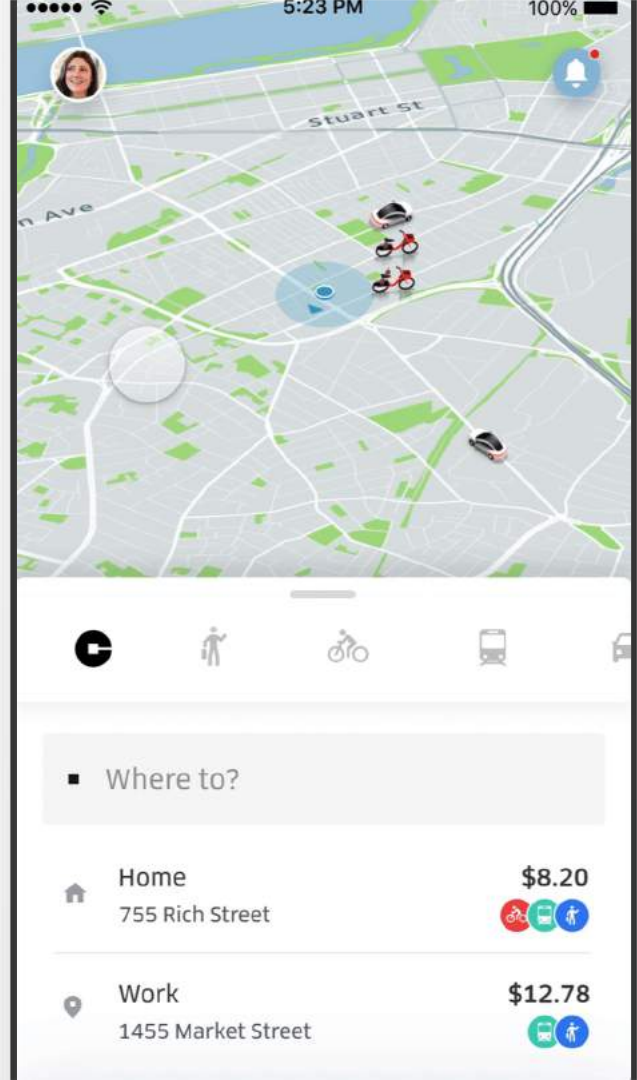 5:23 PM
100%
Stuart St
n Ave
Where to?
Home
$8.20
755 Rich Street
Work
$12.78
1455 Market Street